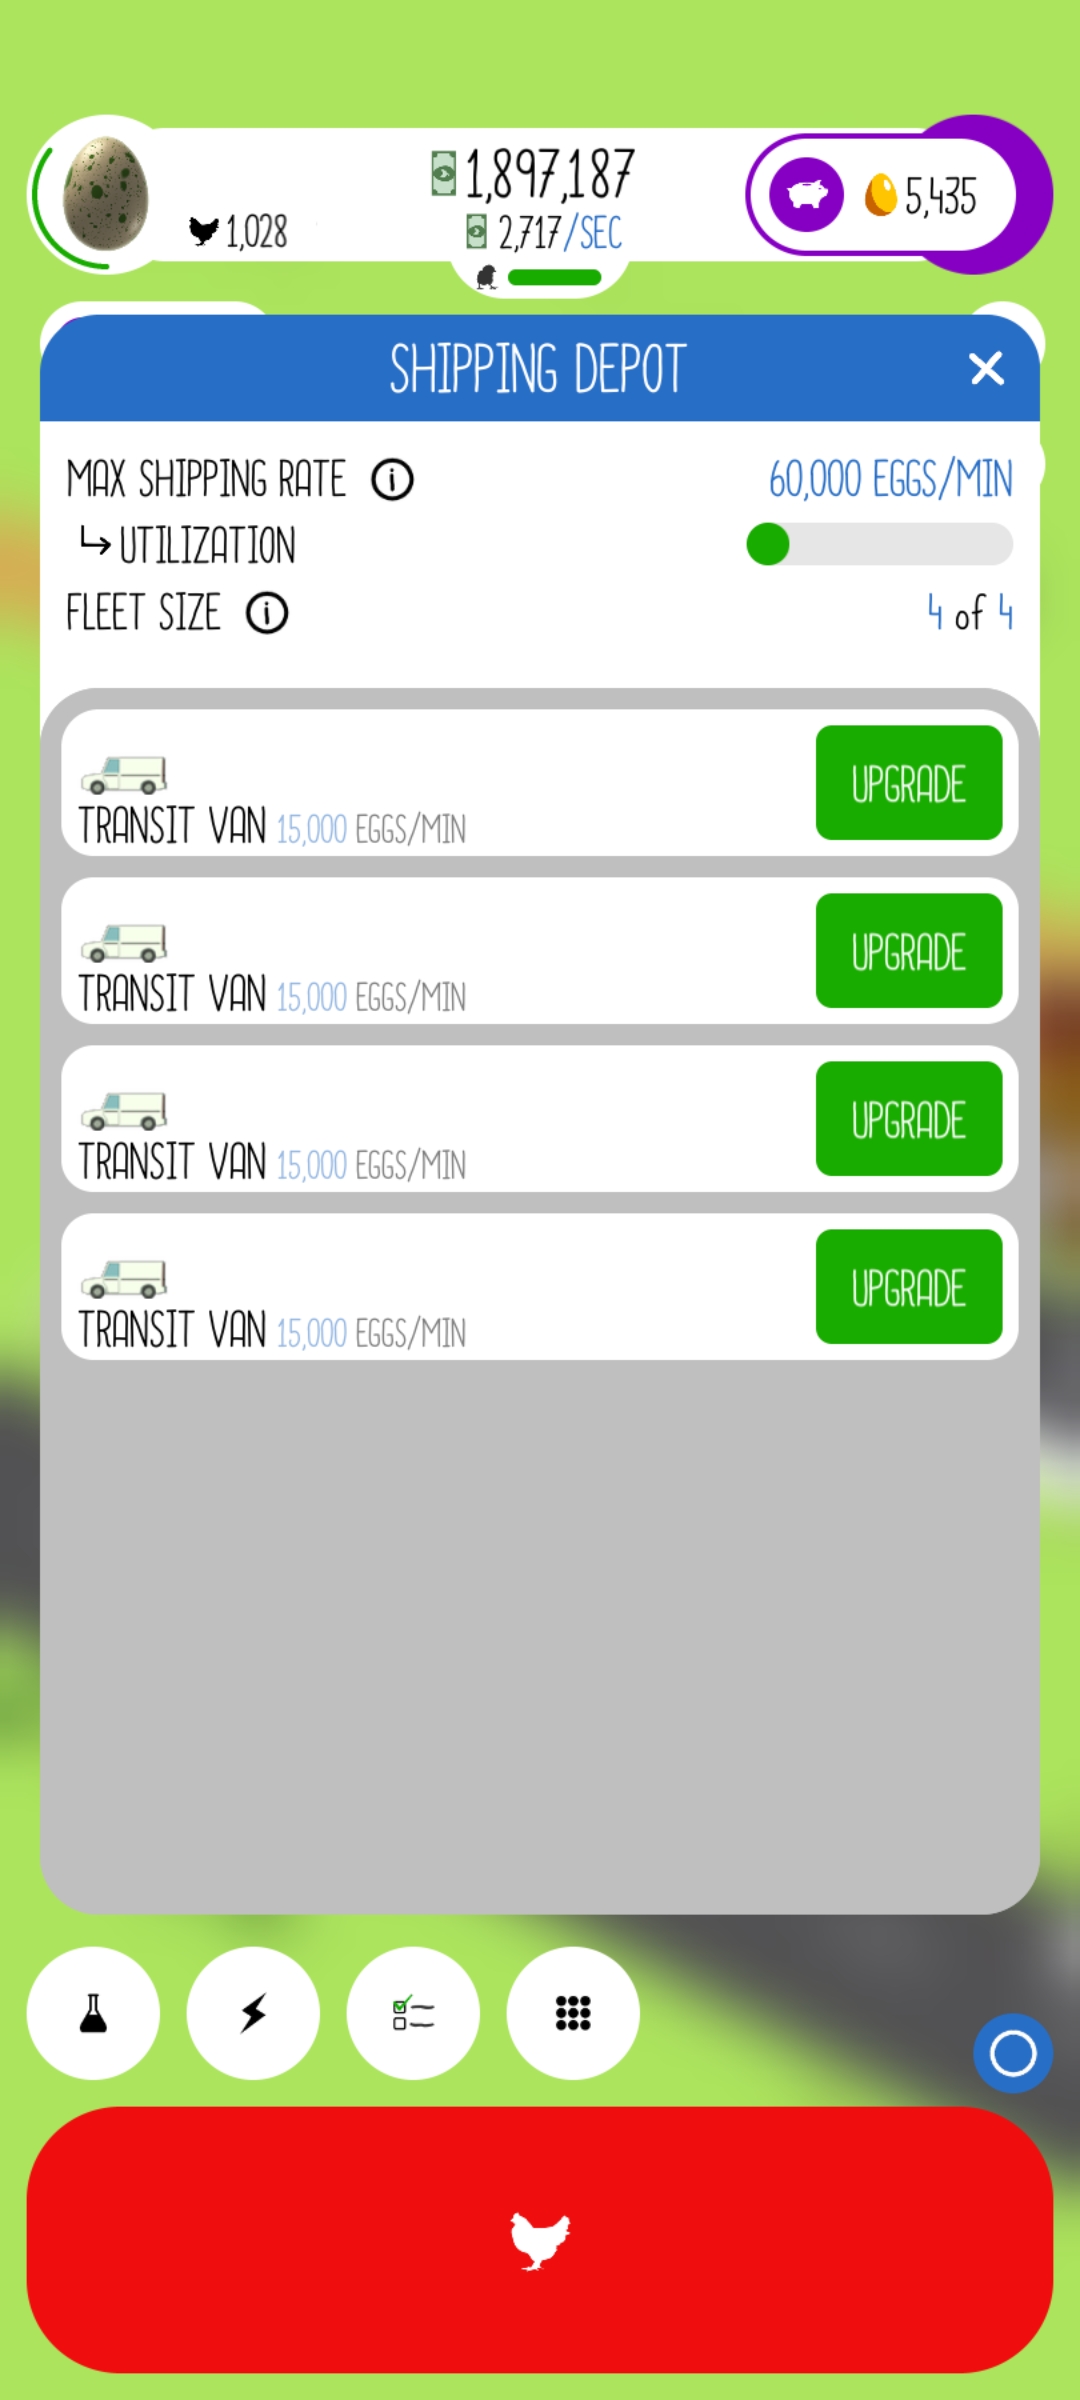 1,897,187
1,028
2,717/SEC
5,435
SHIPPING DEPOT
MAX SHIPPING RATE
60,000 EGGS/MIN
UTILIZATION
FLEET SIZE
4 of 4
UPGRADE
TRANSIT VAN 15,000 EGGS/MIN
UPGRADE
TRANSIT VAN 15,000 EGGS/MIN
UPGRADE
TRANSIT VAN 15,000 EGGS/MIN
UPGRADE
TRANSIT VAN 15,000 EGGS/MIN